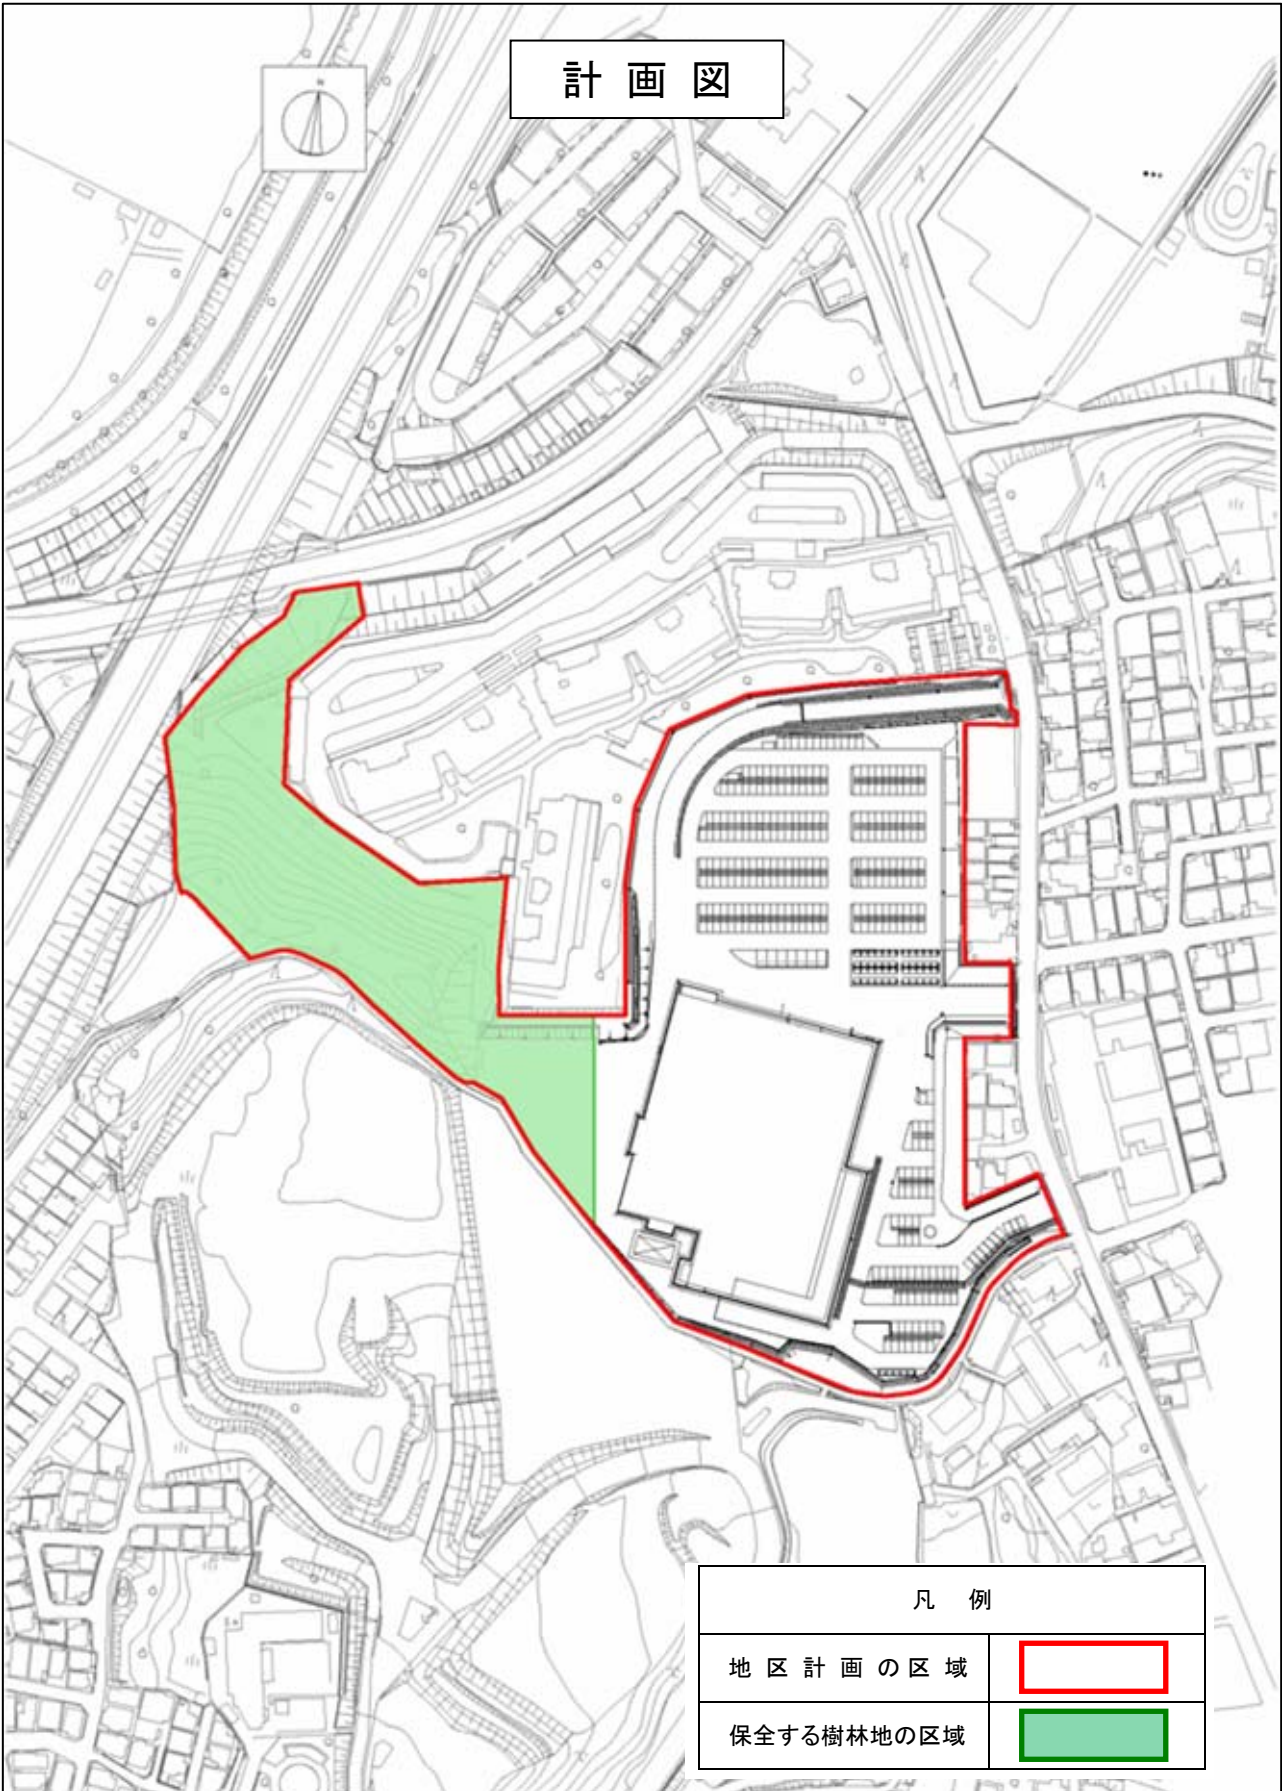 計画図
凡例
地区計画の区域
保全する樹林地の区域